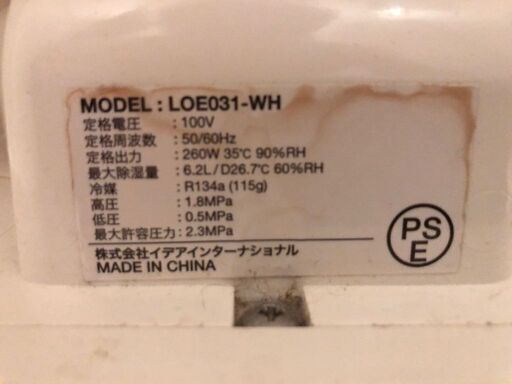 MODEL : LOE031-WH
定格電圧 : 100V
定格周波数 : 50/60Hz
定格出力 : 260W 35℃ 90%RH
最大除湿量 : 6.2L/D26.7℃ 60%RH
冷媒 : R134a (115g)
高圧 : 1.8MPa
低圧 : 0.5MPa
最大許容圧力 : 2.3MPa
株式会社イデアインターナショナル
MADE IN CHINA
PS
E